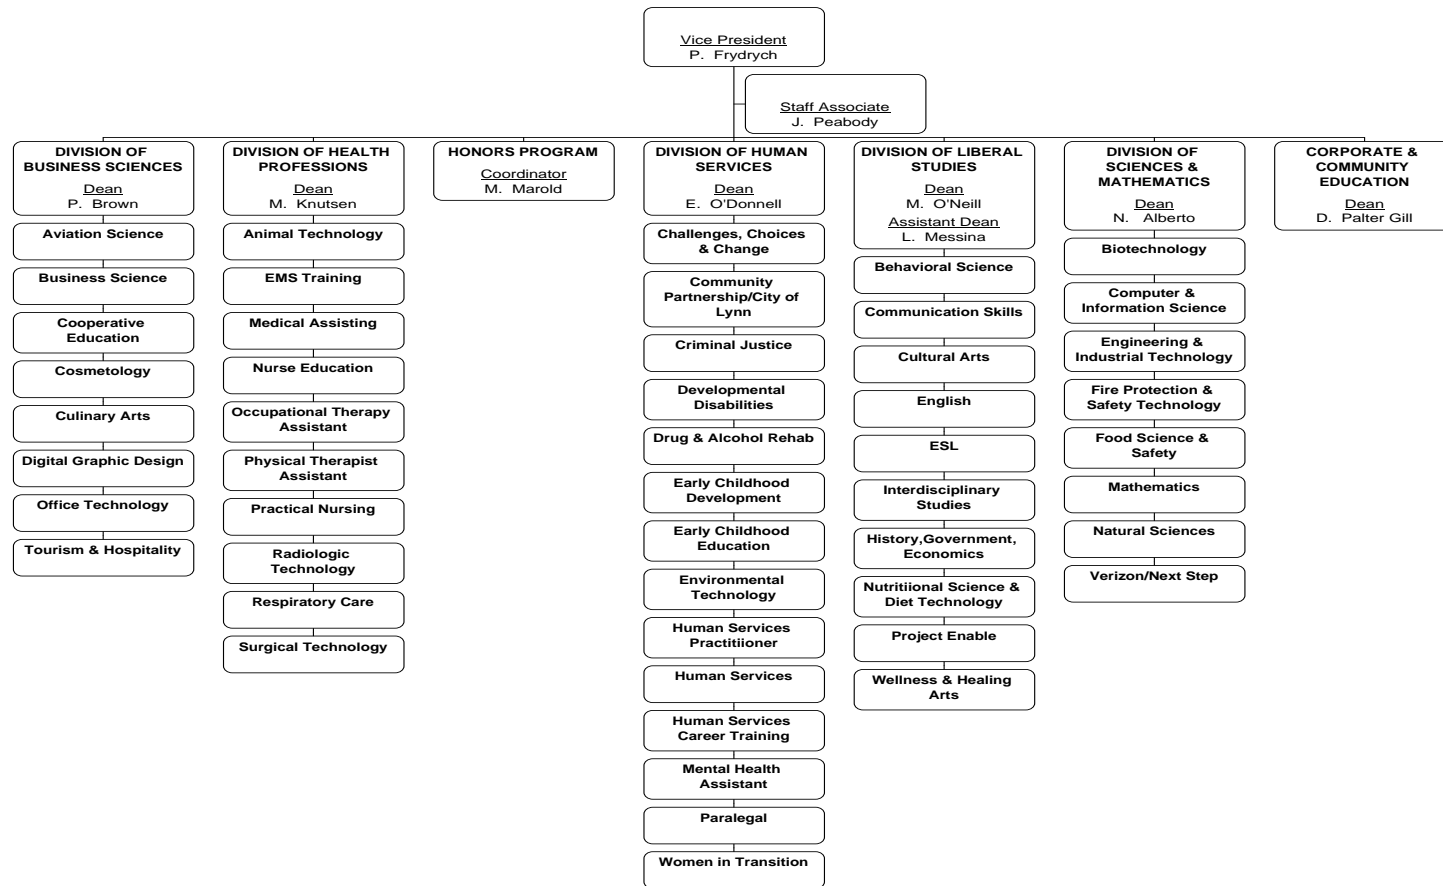 Vice President
P. Frydrych
Staff Associate
J. Peabody
DIVISION OF
BUSINESS SCIENCES
Dean
P. Brown
Aviation Science
Business Science
Cooperative
Education
Cosmetology
Culinary Arts
Digital Graphic Design
Office Technology
Tourism & Hospitality
DIVISION OF HEALTH
PROFESSIONS
Dean
M. Knutsen
Animal Technology
EMS Training
Medical Assisting
Nurse Education
Occupational Therapy
Assistant
Physical Therapist
Assistant
Practical Nursing
Radiologic
Technology
Respiratory Care
Surgical Technology
HONORS PROGRAM
Coordinator
M. Marold
DIVISION OF HUMAN
SERVICES
Dean
E. O'Donnell
Challenges, Choices
& Change
Community
Partnership/City of
Lynn
Criminal Justice
Developmental
Disabilities
Drug & Alcohol Rehab
Early Childhood
Development
Early Childhood
Education
Environmental
Technology
Human Services
Practitiioner
Human Services
Human Services
Career Training
Mental Health
Assistant
Paralegal
Women in Transition
DIVISION OF LIBERAL
STUDIES
Dean
M. O'Neill
Assistant Dean
L. Messina
Behavioral Science
Communication Skills
Cultural Arts
English
ESL
Interdisciplinary
Studies
History,Government,
Economics
Nutritiional Science &
Diet Technology
Project Enable
Wellness & Healing
Arts
DIVISION OF
SCIENCES &
MATHEMATICS
Dean
N. Alberto
Biotechnology
Computer &
Information Science
Engineering &
Industrial Technology
Fire Protection &
Safety Technology
Food Science &
Safety
Mathematics
Natural Sciences
Verizon/Next Step
CORPORATE &
COMMUNITY
EDUCATION
Dean
D. Palter Gill